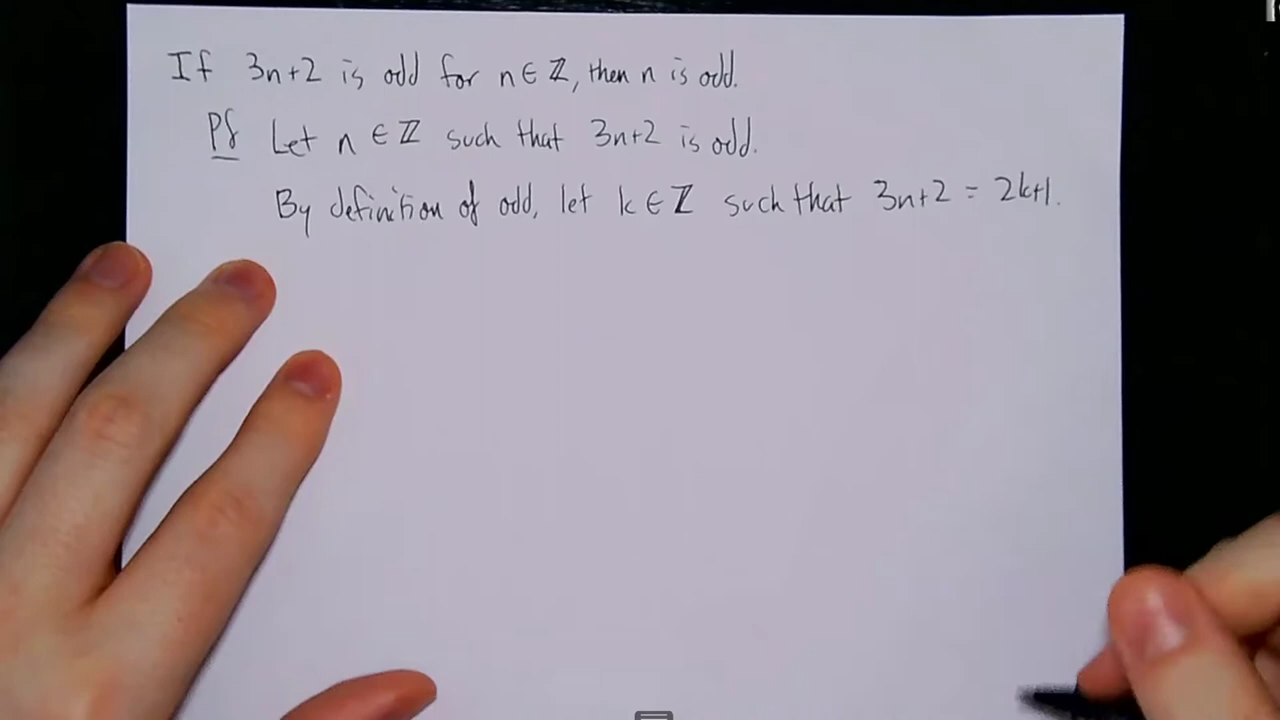 If 3n+2 is odd for n ∈ ℤ, then n is odd.
Pf Let n ∈ ℤ such that 3n+2 is odd.
By definition of odd, let k ∈ ℤ such that 3n+2 = 2k+1.